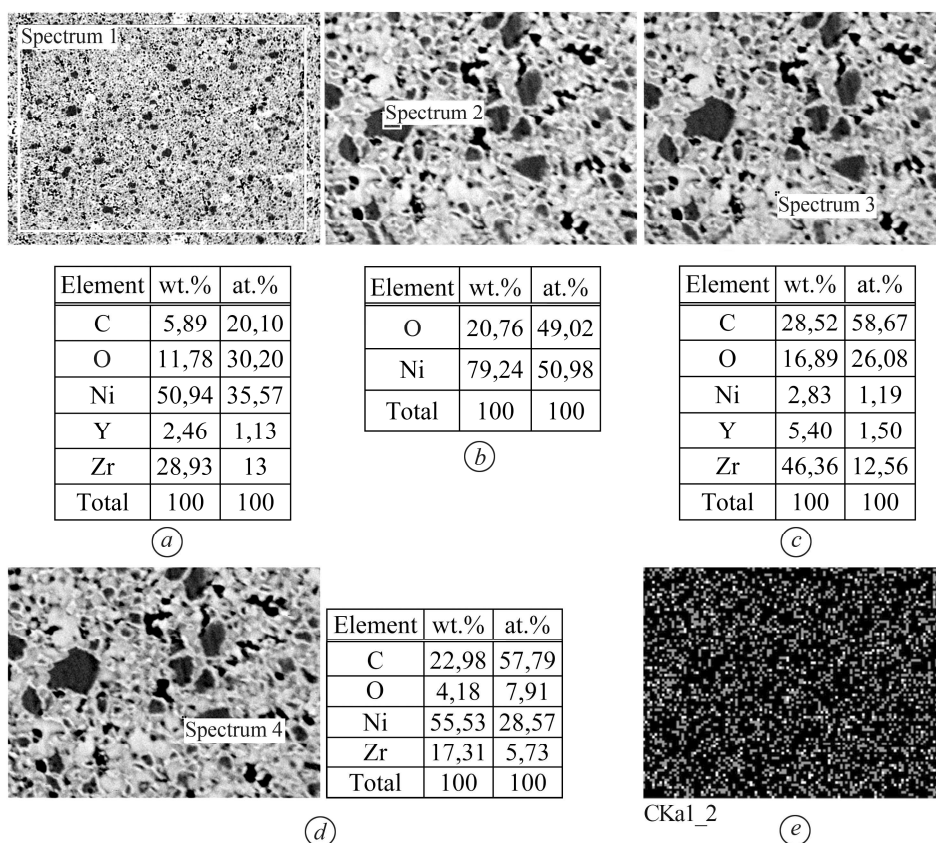 Spectrum 1
Spectrum 2
Spectrum 3
Element wt.% at.%
C 5,89 20,10
O 11,78 30,20
Ni 50,94 35,57
Y 2,46 1,13
Zr 28,93 13
Total 100 100
a
Element wt.% at.%
O 20,76 49,02
Ni 79,24 50,98
Total 100 100
b
Element wt.% at.%
C 28,52 58,67
O 16,89 26,08
Ni 2,83 1,19
Y 5,40 1,50
Zr 46,36 12,56
Total 100 100
c
Spectrum 4
Element wt.% at.%
C 22,98 57,79
O 4,18 7,91
Ni 55,53 28,57
Zr 17,31 5,73
Total 100 100
d
CKa1_2
e